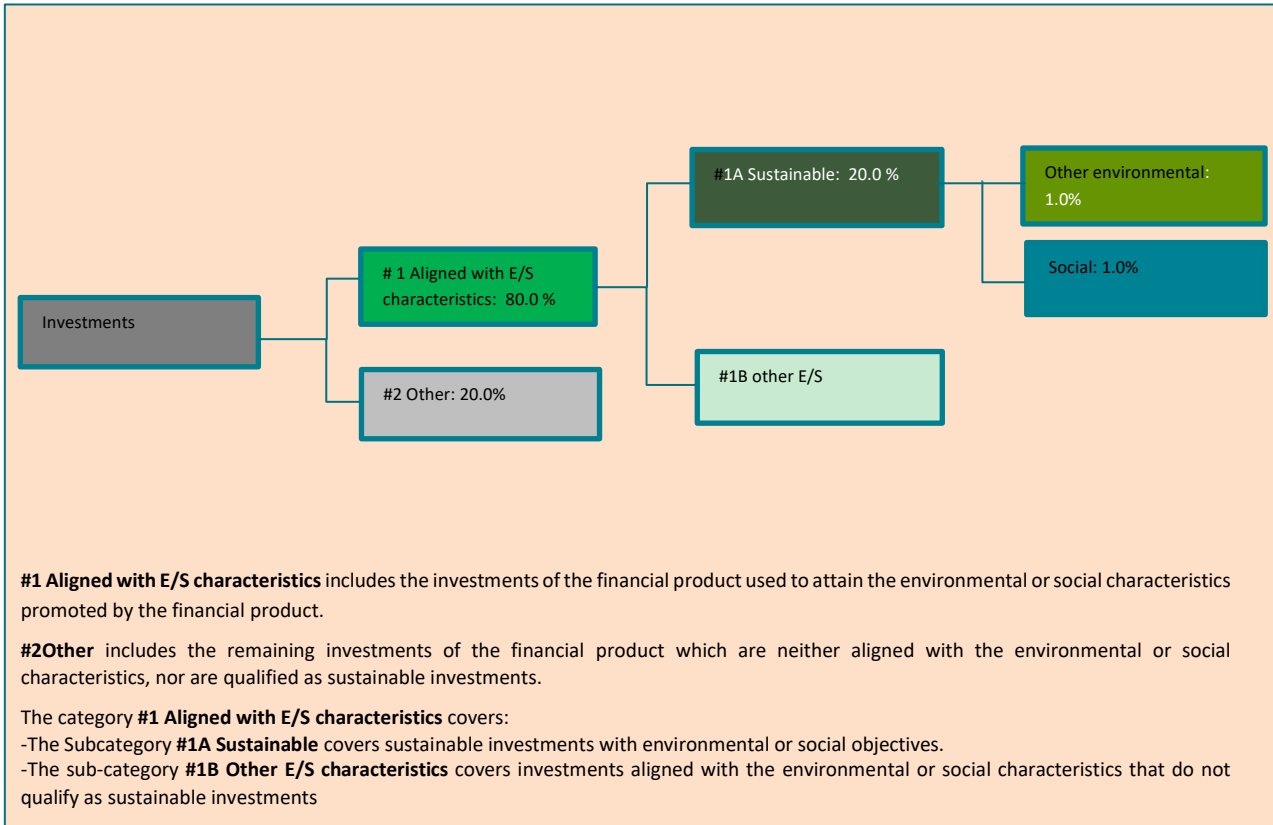 #1A Sustainable: 20.0 %
Other environmental:
1.0%
# 1 Aligned with E/S
characteristics: 80.0 %
Social: 1.0%
Investments
#1B other E/S
#2 Other: 20.0%
#1 Aligned with E/S characteristics includes the investments of the financial product used to attain the environmental or social characteristics
promoted by the financial product.
#2Other includes the remaining investments of the financial product which are neither aligned with the environmental or social
characteristics, nor are qualified as sustainable investments.
The category #1 Aligned with E/S characteristics covers:
-The Subcategory #1A Sustainable covers sustainable investments with environmental or social objectives.
-The sub-category #1B Other E/S characteristics covers investments aligned with the environmental or social characteristics that do not
qualify as sustainable investments